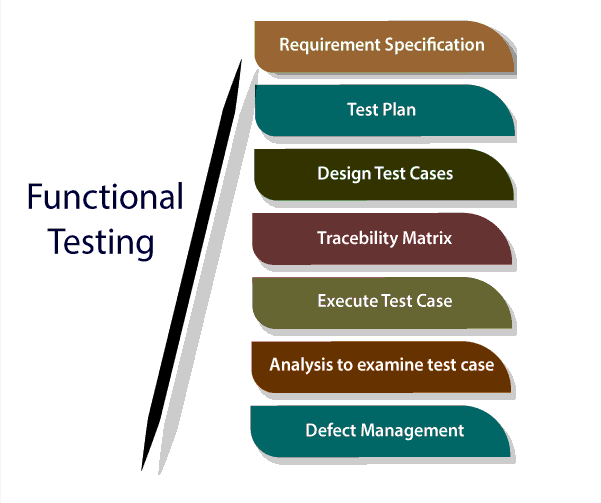 Functional
Testing
Requirement Specification
Test Plan
Design Test Cases
Tracebility Matrix
Execute Test Case
Analysis to examine test case
Defect Management